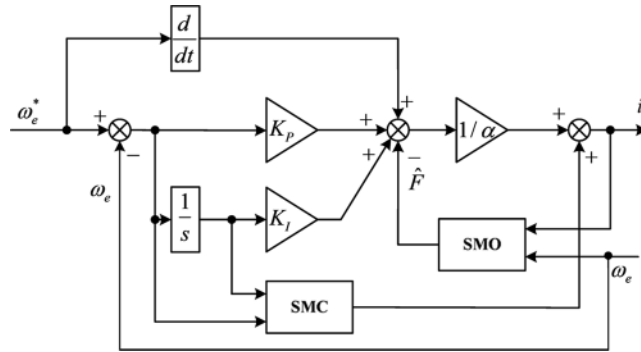 d
dt
ω_e^*
+
−
K_P
+
+
+
−
F̂
1/α
+
+
i
ω_e
1
s
K_I
SMO
SMC
ω_e